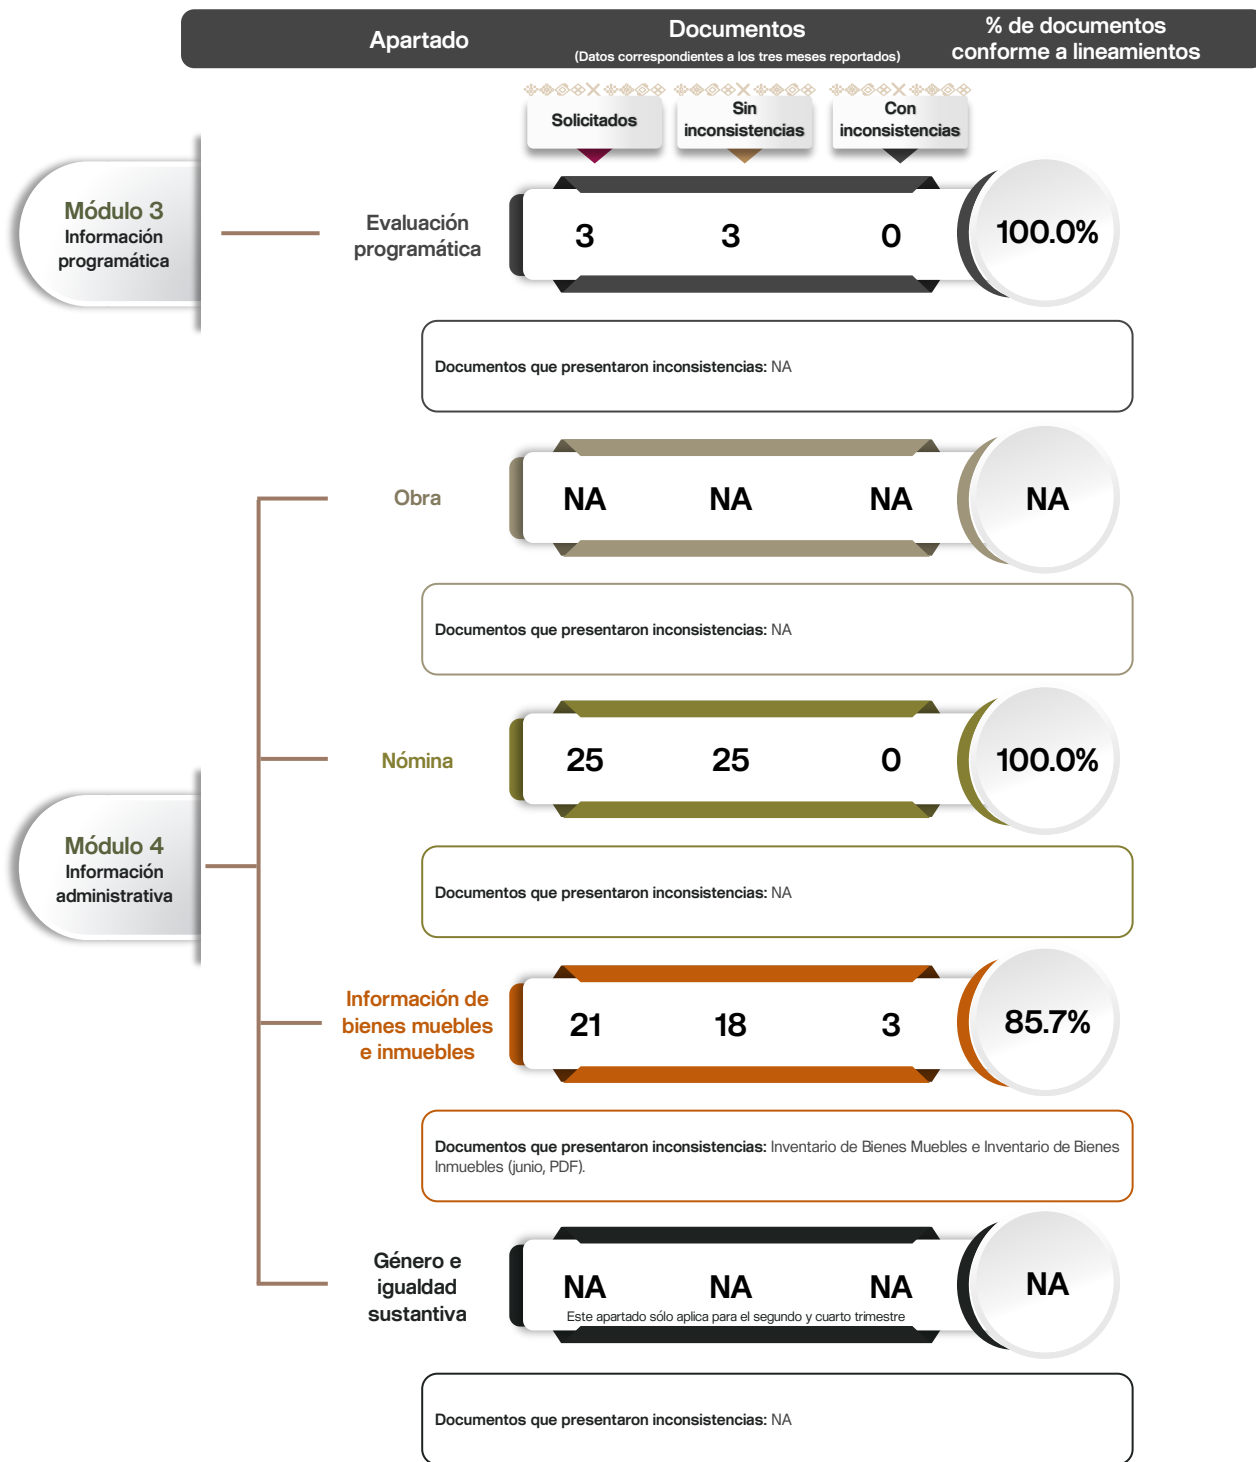 Apartado
Documentos
(Datos correspondientes a los tres meses reportados)
% de documentos
conforme a lineamientos
Solicitados
Sin
inconsistencias
Con
inconsistencias
Módulo 3
Información
programática
Evaluación
programática
3
3
0
100.0%
Documentos que presentaron inconsistencias: NA
Obra
NA
NA
NA
NA
Documentos que presentaron inconsistencias: NA
Módulo 4
Información
administrativa
Nómina
25
25
0
100.0%
Documentos que presentaron inconsistencias: NA
Información de
bienes muebles
e inmuebles
21
18
3
85.7%
Documentos que presentaron inconsistencias: Inventario de Bienes Muebles e Inventario de Bienes
Inmuebles (junio, PDF).
Género e
igualdad
sustantiva
NA
NA
NA
NA
Este apartado sólo aplica para el segundo y cuarto trimestre
Documentos que presentaron inconsistencias: NA